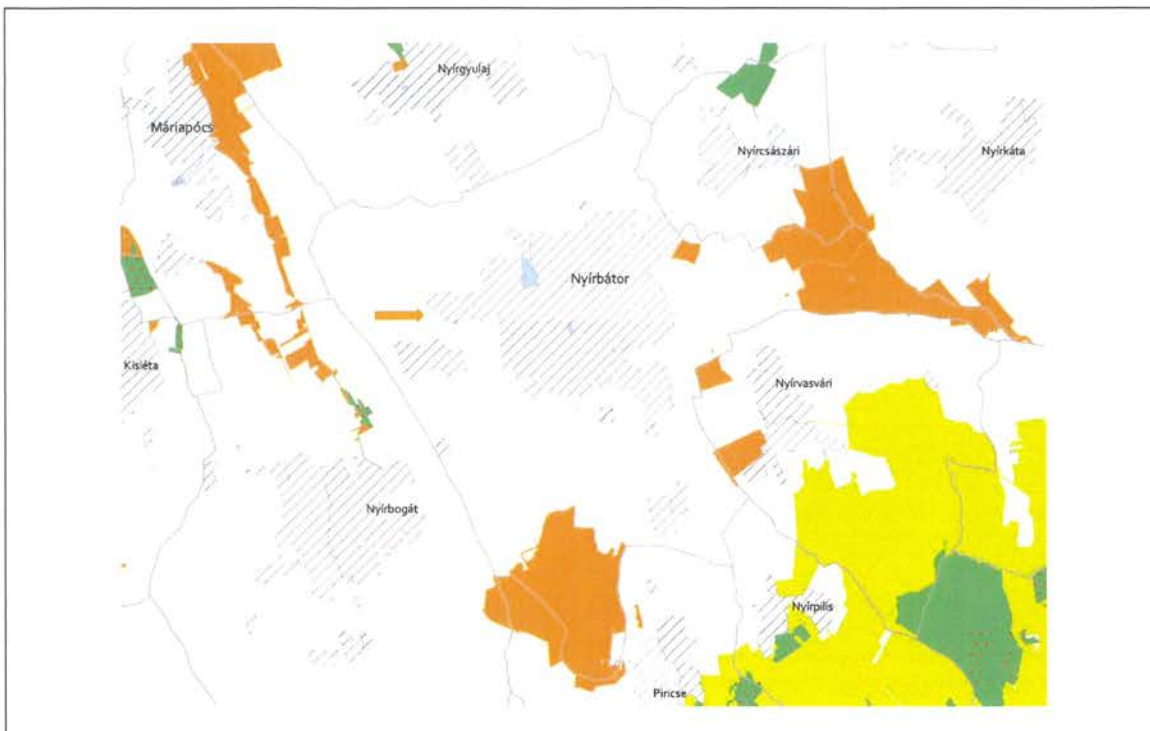 Nyírgyulaj
Máriapócs
Nyírcsászári
Nyírkáta
Nyírbátor
Kisléta
Nyírvasvári
Nyírbogát
Nyírpilis
Piricse